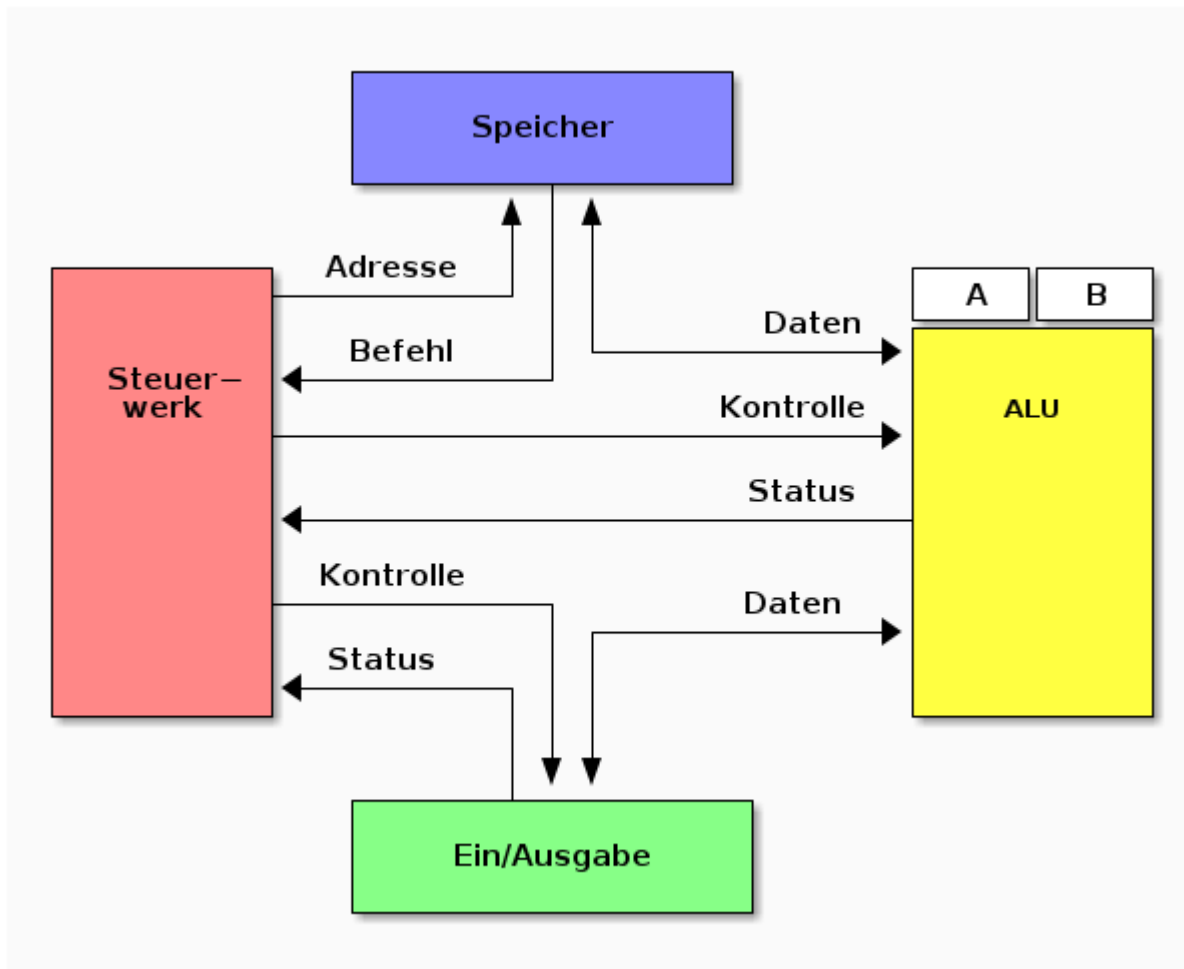 Speicher
Adresse
A
B
Daten
Befehl
Steuer–
werk
Kontrolle
ALU
Status
Kontrolle
Daten
Status
Ein/Ausgabe